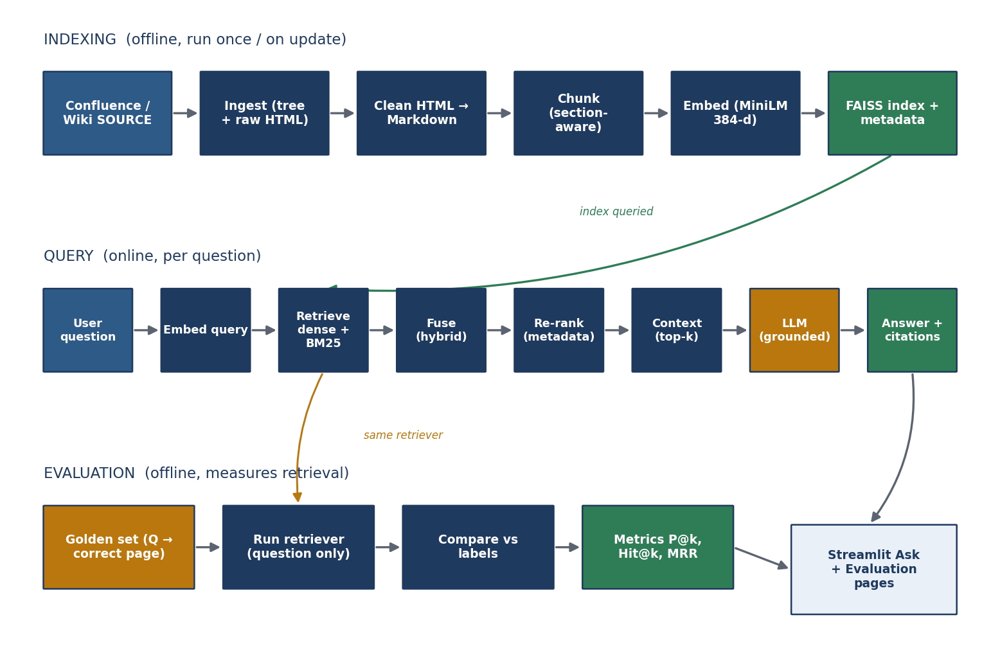 INDEXING  (offline, run once / on update)
Confluence /
Wiki SOURCE
Ingest (tree
+ raw HTML)
Clean HTML →
Markdown
Chunk
(section-
aware)
Embed (MiniLM
384-d)
FAISS index +
metadata
index queried
QUERY  (online, per question)
User
question
Embed query
Retrieve
dense +
BM25
Fuse
(hybrid)
Re-rank
(metadata)
Context
(top-k)
LLM
(grounded)
Answer +
citations
same retriever
EVALUATION  (offline, measures retrieval)
Golden set (Q →
correct page)
Run retriever
(question only)
Compare vs
labels
Metrics P@k,
Hit@k, MRR
Streamlit Ask
+ Evaluation
pages